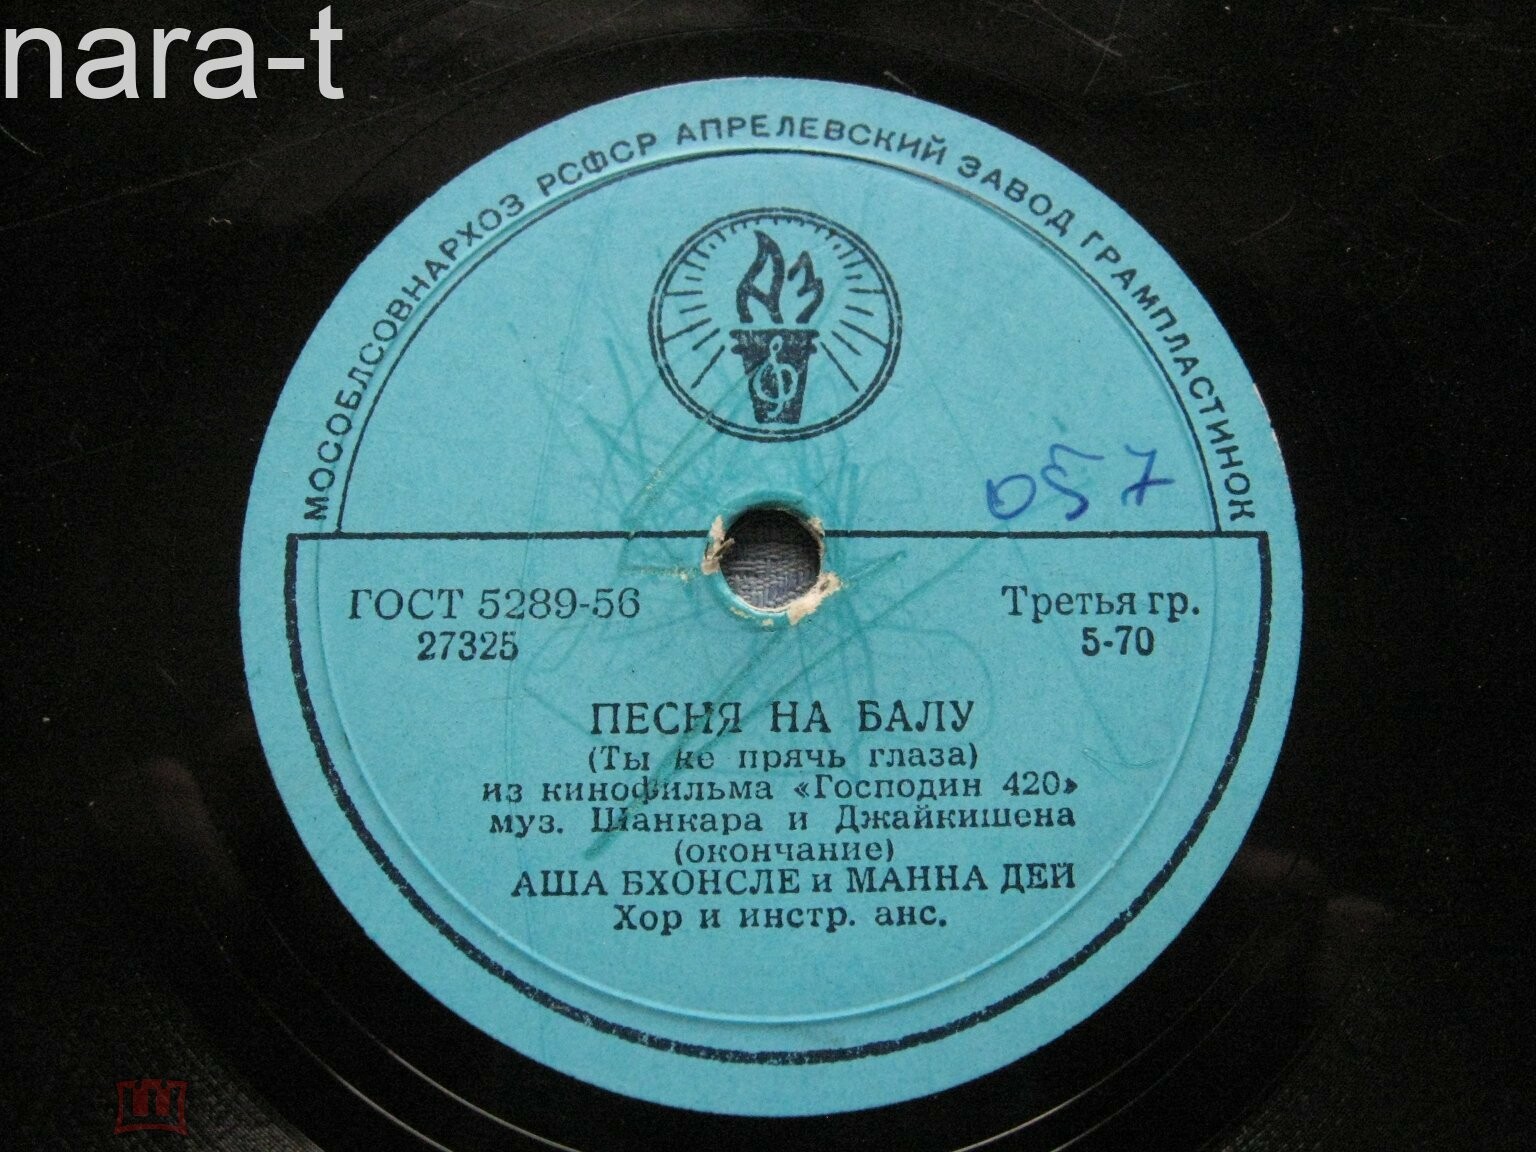 nara-t
МОСОБЛСОВНАРХОЗ РСФСР АПРЕЛЕВСКИЙ ЗАВОД ГРАМПЛАСТИНОК
АЗ
057
ГОСТ 5289-56
27325
Третья гр.
5-70
ПЕСНЯ НА БАЛУ
(Ты не прячь глаза)
из кинофильма «Господин 420»
муз. Шанкара и Джайкишена
(окончание)
АША БХОНСЛЕ и МАННА ДЕЙ
Хор и инстр. анс.